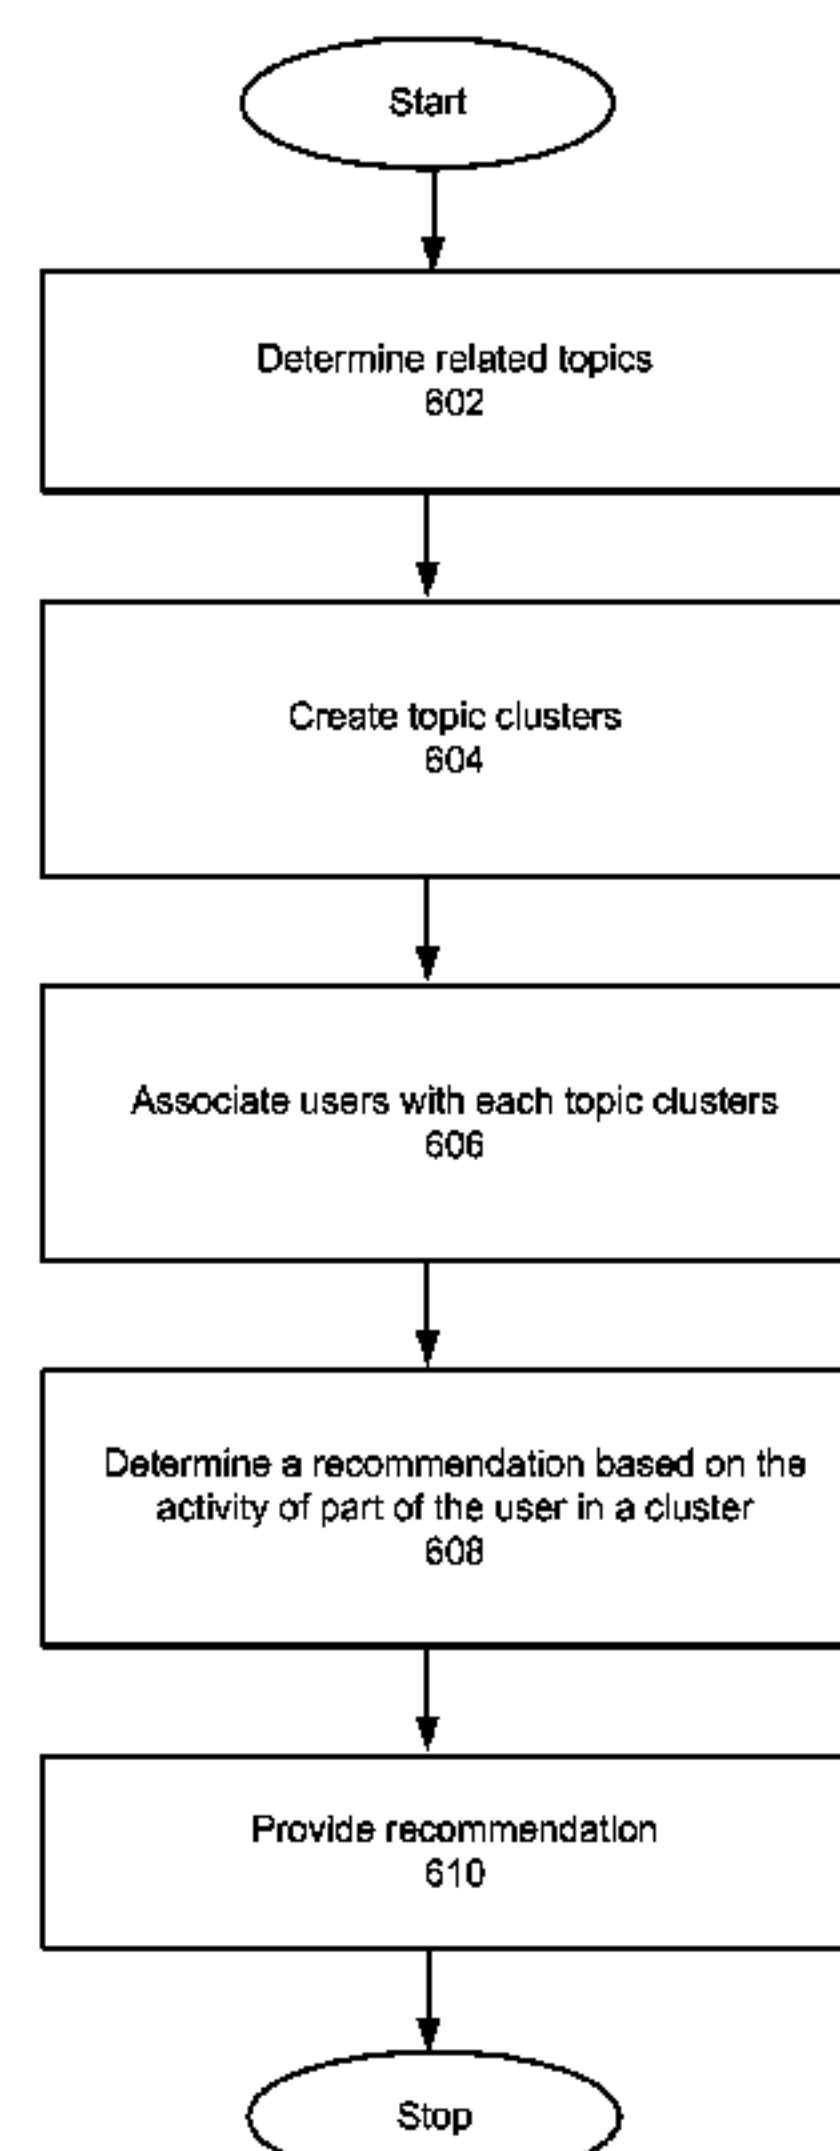 Start
Determine related topics
602
Create topic clusters
604
Associate users with each topic clusters
606
Determine a recommendation based on the
activity of part of the user in a cluster
608
Provide recommendation
610
Stop